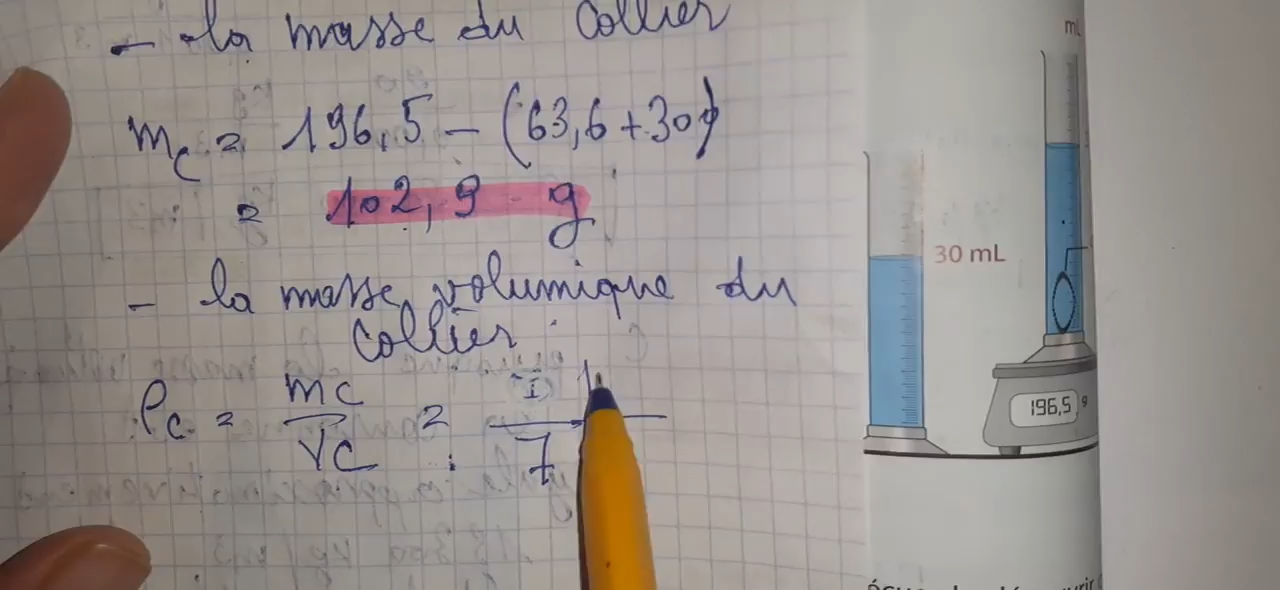 - la masse du collier
mc = 196,5 - (63,6 + 30)
= 102,9 g
- la masse volumique du
collier :
ρc = mc / Vc = 1 / 7
mL
30 mL
196,5 g